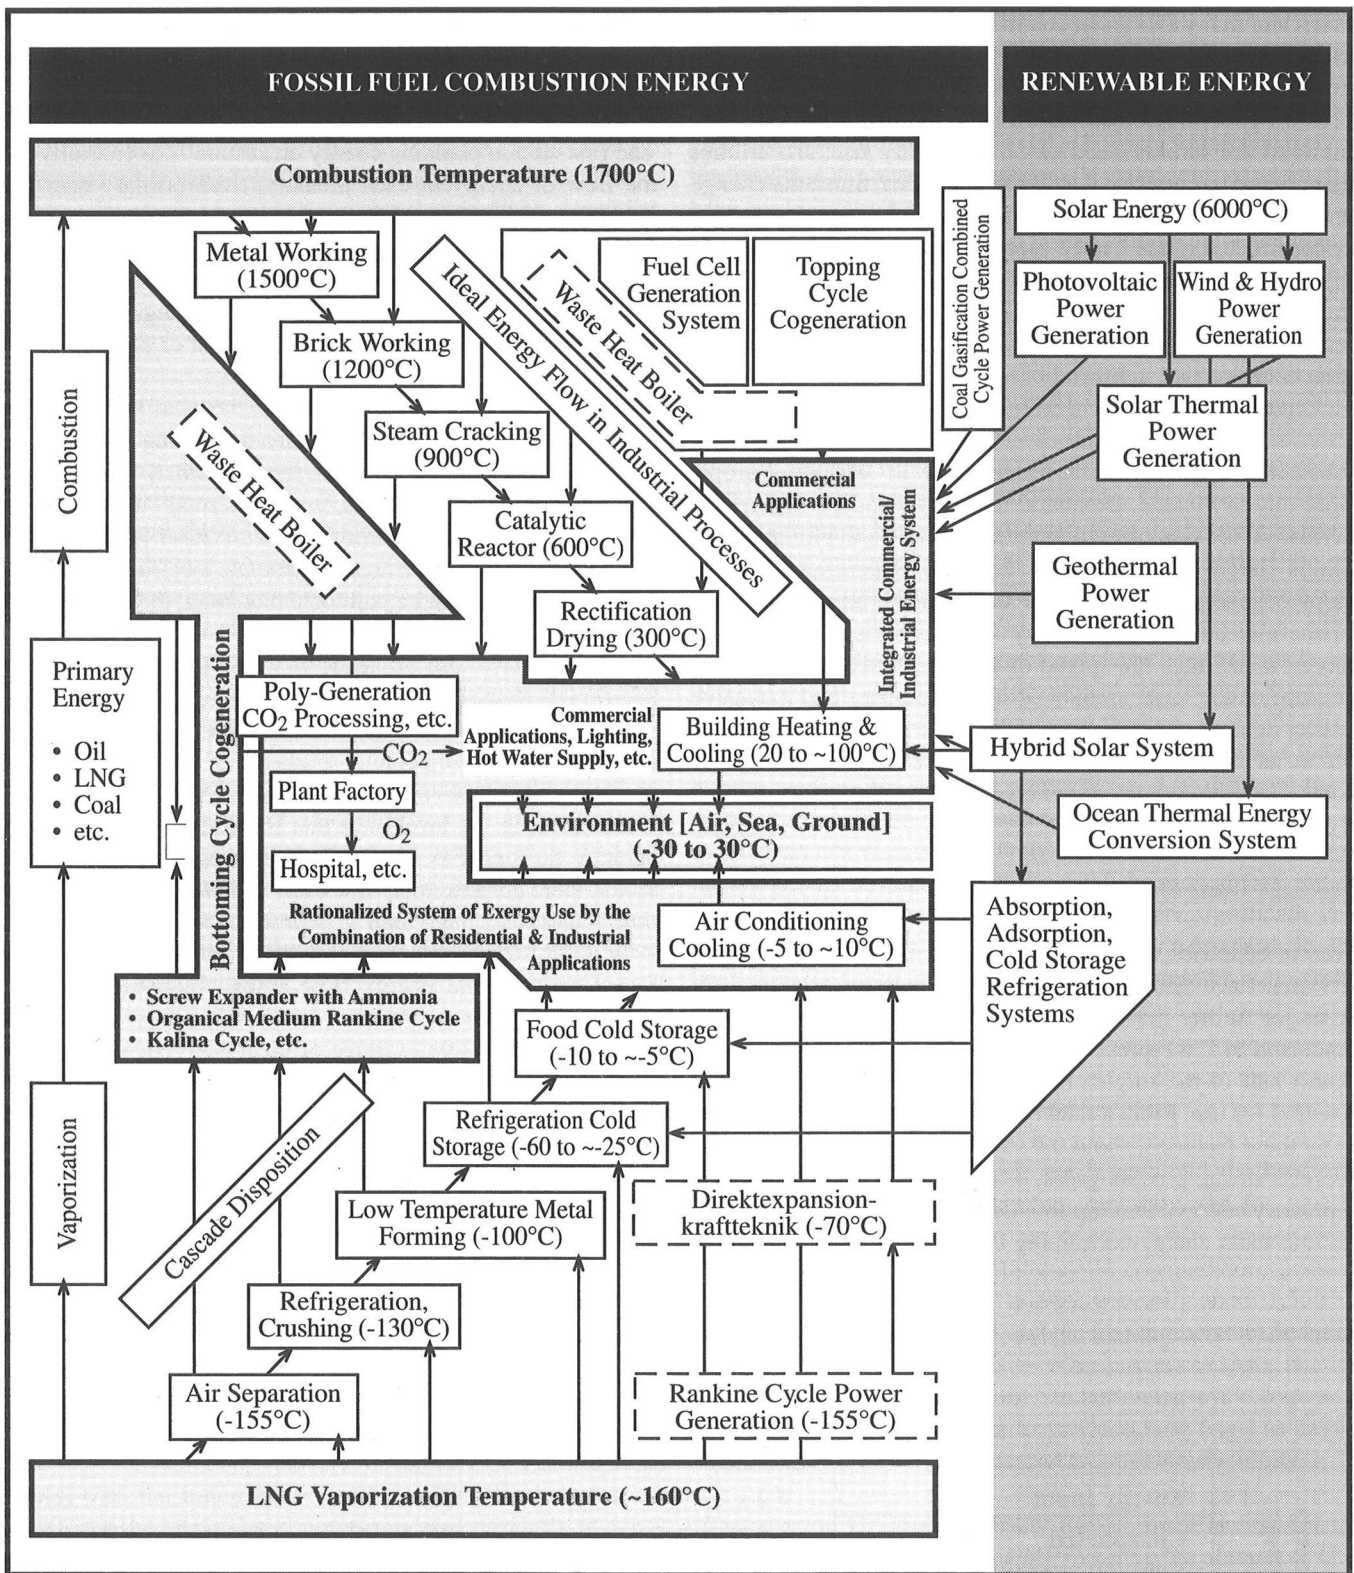 FOSSIL FUEL COMBUSTION ENERGY
RENEWABLE ENERGY
Combustion Temperature (1700°C)
Metal Working
(1500°C)
Brick Working
(1200°C)
Steam Cracking
(900°C)
Catalytic
Reactor (600°C)
Rectification
Drying (300°C)
Ideal Energy Flow in Industrial Processes
Waste Heat Boiler
Fuel Cell
Generation
System
Topping
Cycle
Cogeneration
Coal Gasification Combined
Cycle Power Generation
Solar Energy (6000°C)
Photovoltaic
Power
Generation
Wind & Hydro
Power
Generation
Solar Thermal
Power
Generation
Geothermal
Power
Generation
Combustion
Waste Heat Boiler
Commercial
Applications
Integrated Commercial/
Industrial Energy System
Primary
Energy
• Oil
• LNG
• Coal
• etc.
Bottoming Cycle Cogeneration
Poly-Generation
CO2 Processing, etc.
CO2
Plant Factory
O2
Hospital, etc.
Commercial
Applications, Lighting,
Hot Water Supply, etc.
Building Heating &
Cooling (20 to ~100°C)
Hybrid Solar System
Ocean Thermal Energy
Conversion System
Environment [Air, Sea, Ground]
(-30 to 30°C)
Rationalized System of Exergy Use by the
Combination of Residential & Industrial
Applications
Air Conditioning
Cooling (-5 to ~10°C)
Absorption,
Adsorption,
Cold Storage
Refrigeration
Systems
• Screw Expander with Ammonia
• Organical Medium Rankine Cycle
• Kalina Cycle, etc.
Food Cold Storage
(-10 to ~-5°C)
Refrigeration Cold
Storage (-60 to ~-25°C)
Vaporization
Cascade Disposition
Low Temperature Metal
Forming (-100°C)
Direktexpansion-
kraftteknik (-70°C)
Refrigeration,
Crushing (-130°C)
Air Separation
(-155°C)
Rankine Cycle Power
Generation (-155°C)
LNG Vaporization Temperature (~160°C)